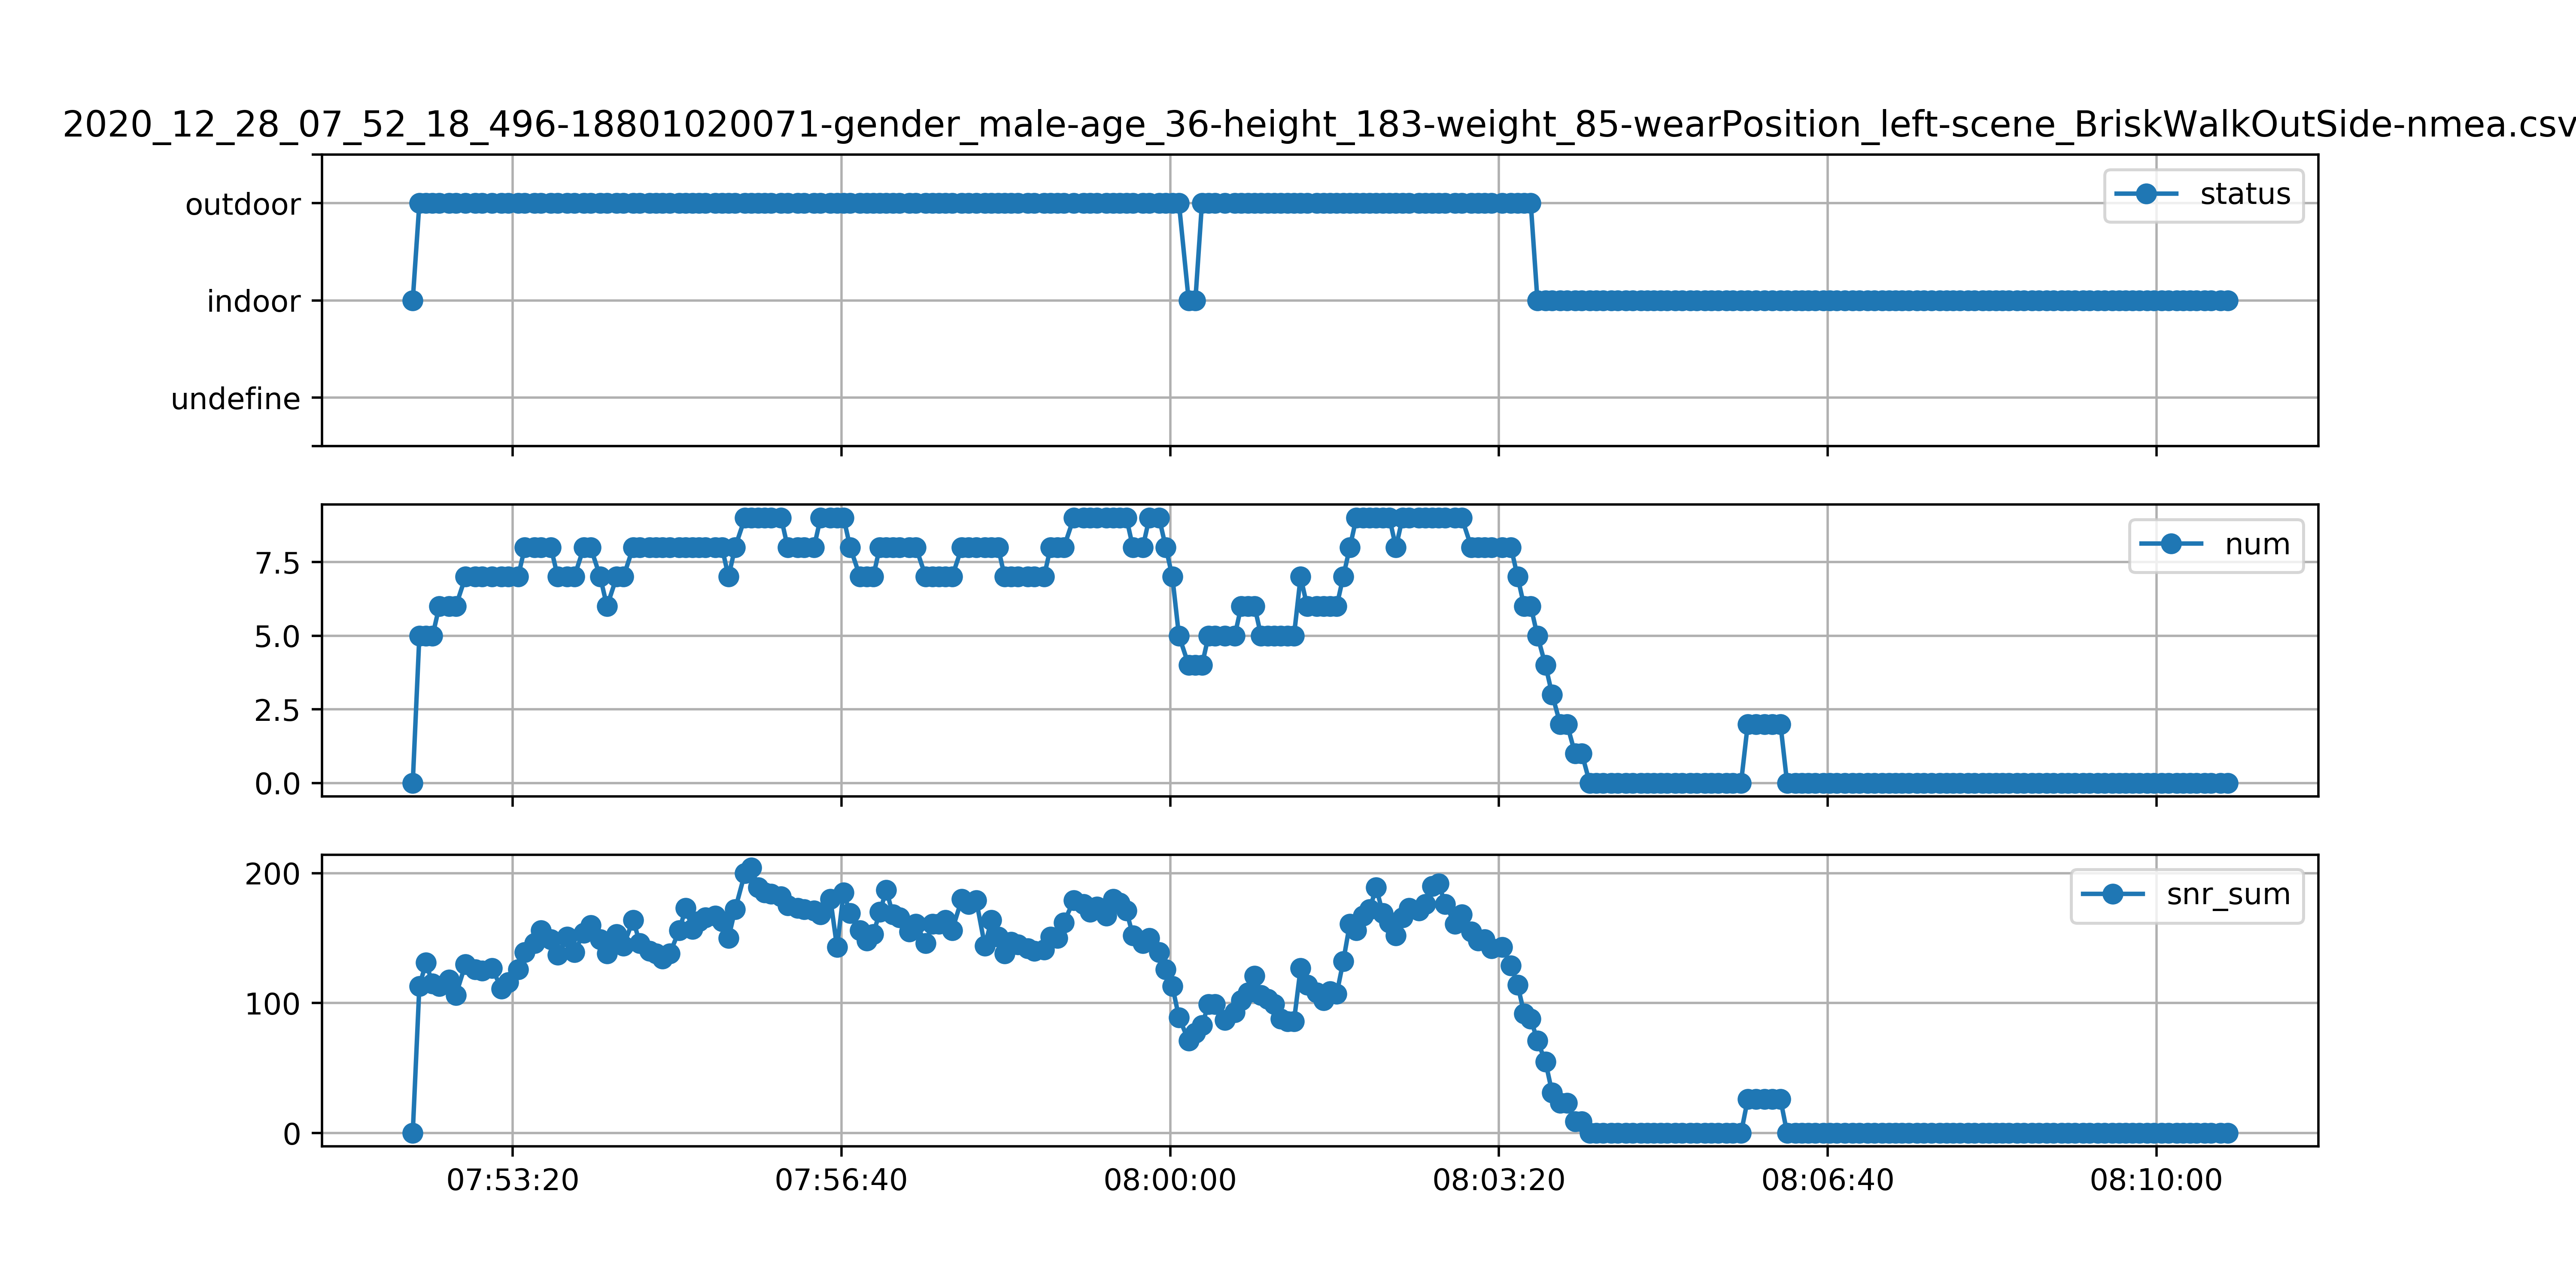 2020_12_28_07_52_18_496-18801020071-gender_male-age_36-height_183-weight_85-wearPosition_left-scene_BriskWalkOutSide-nmea.csv
outdoor
indoor
undefine
status
7.5
5.0
2.5
0.0
num
200
100
0
snr_sum
07:53:20 07:56:40 08:00:00 08:03:20 08:06:40 08:10:00